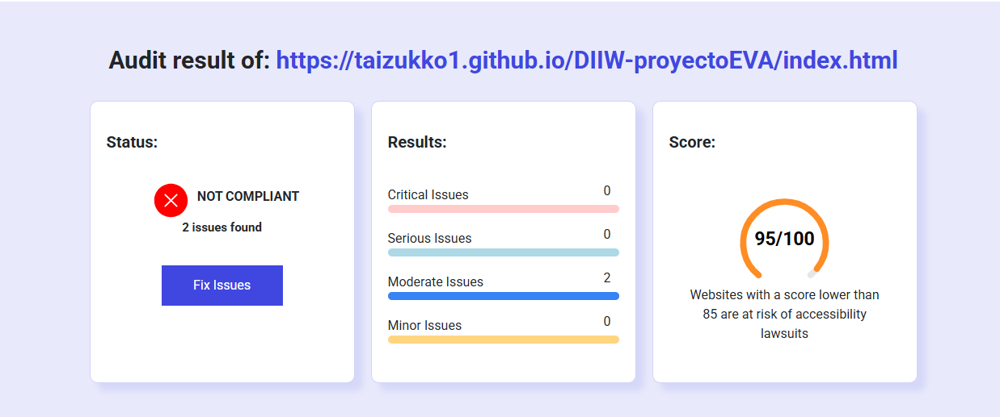 Audit result of: https://taizukko1.github.io/DIIW-proyectoEVA/index.html
Status:
NOT COMPLIANT
2 issues found
Fix Issues
Results:
Critical Issues 0
Serious Issues 0
Moderate Issues 2
Minor Issues 0
Score:
95/100
Websites with a score lower than
85 are at risk of accessibility
lawsuits